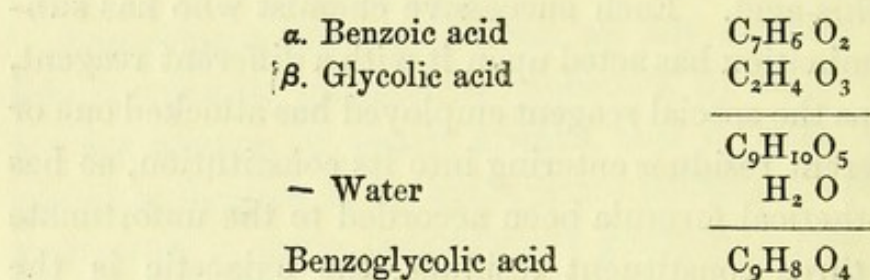 α. Benzoic acid C₇H₆ O₂
β. Glycolic acid C₂H₄ O₃
C₉H₁₀O₅
— Water H₂ O
Benzoglycolic acid C₉H₈ O₄